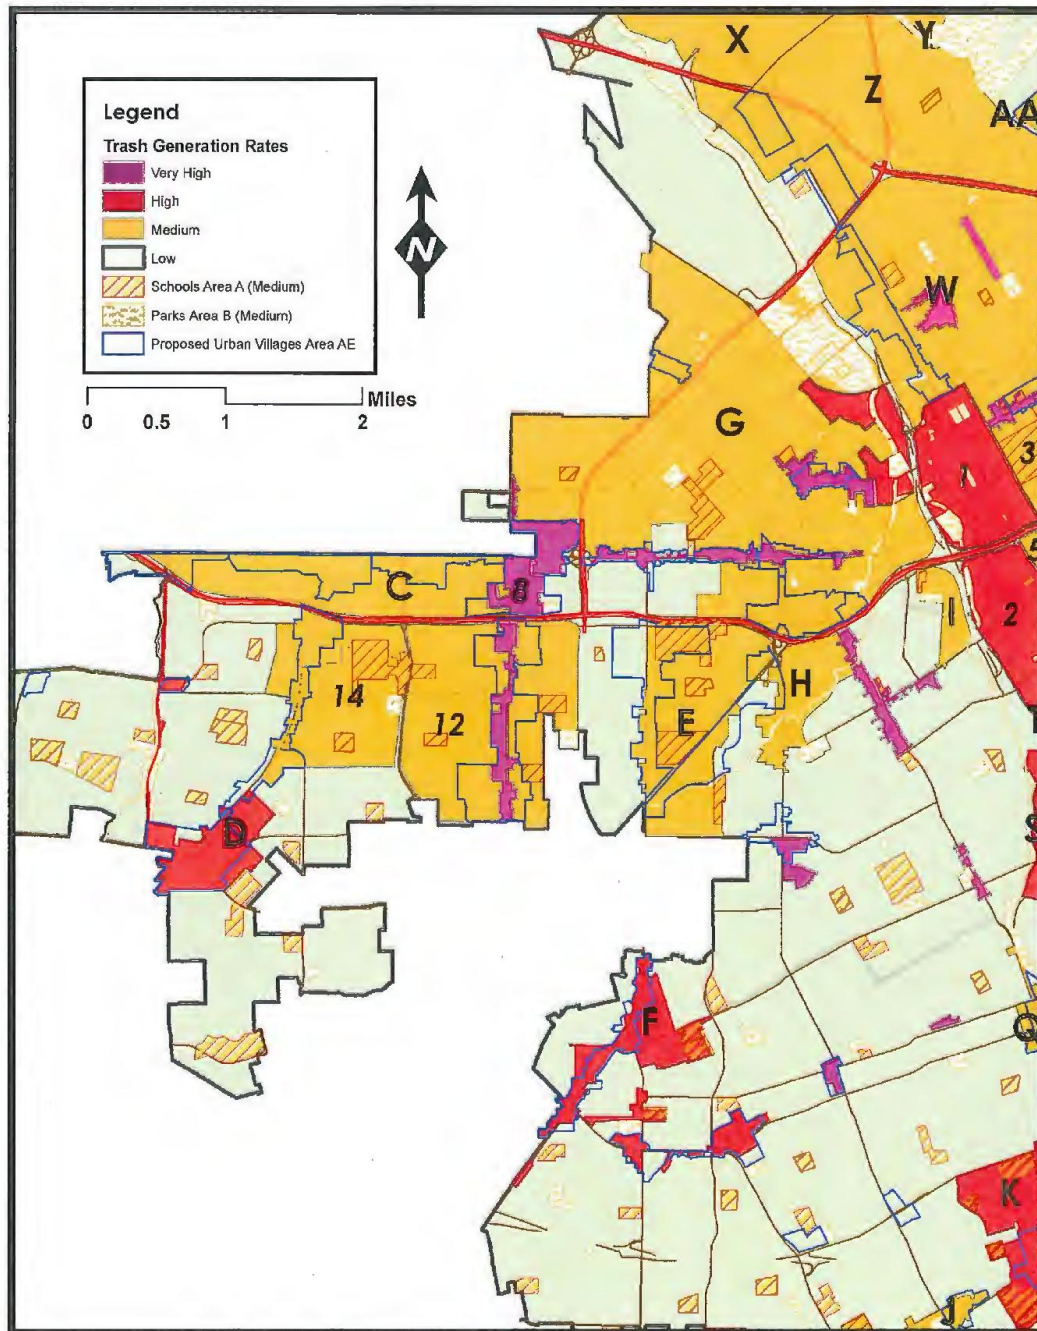 X
Y
Z
AA
Legend
Trash Generation Rates
Very High
High
Medium
Low
Schools Area A (Medium)
Parks Area B (Medium)
Proposed Urban Villages Area AE
N
Miles
0 0.5 1 2
W
G
3
1
C
8
I
2
14
12
E
H
D
S
F
Q
K
J